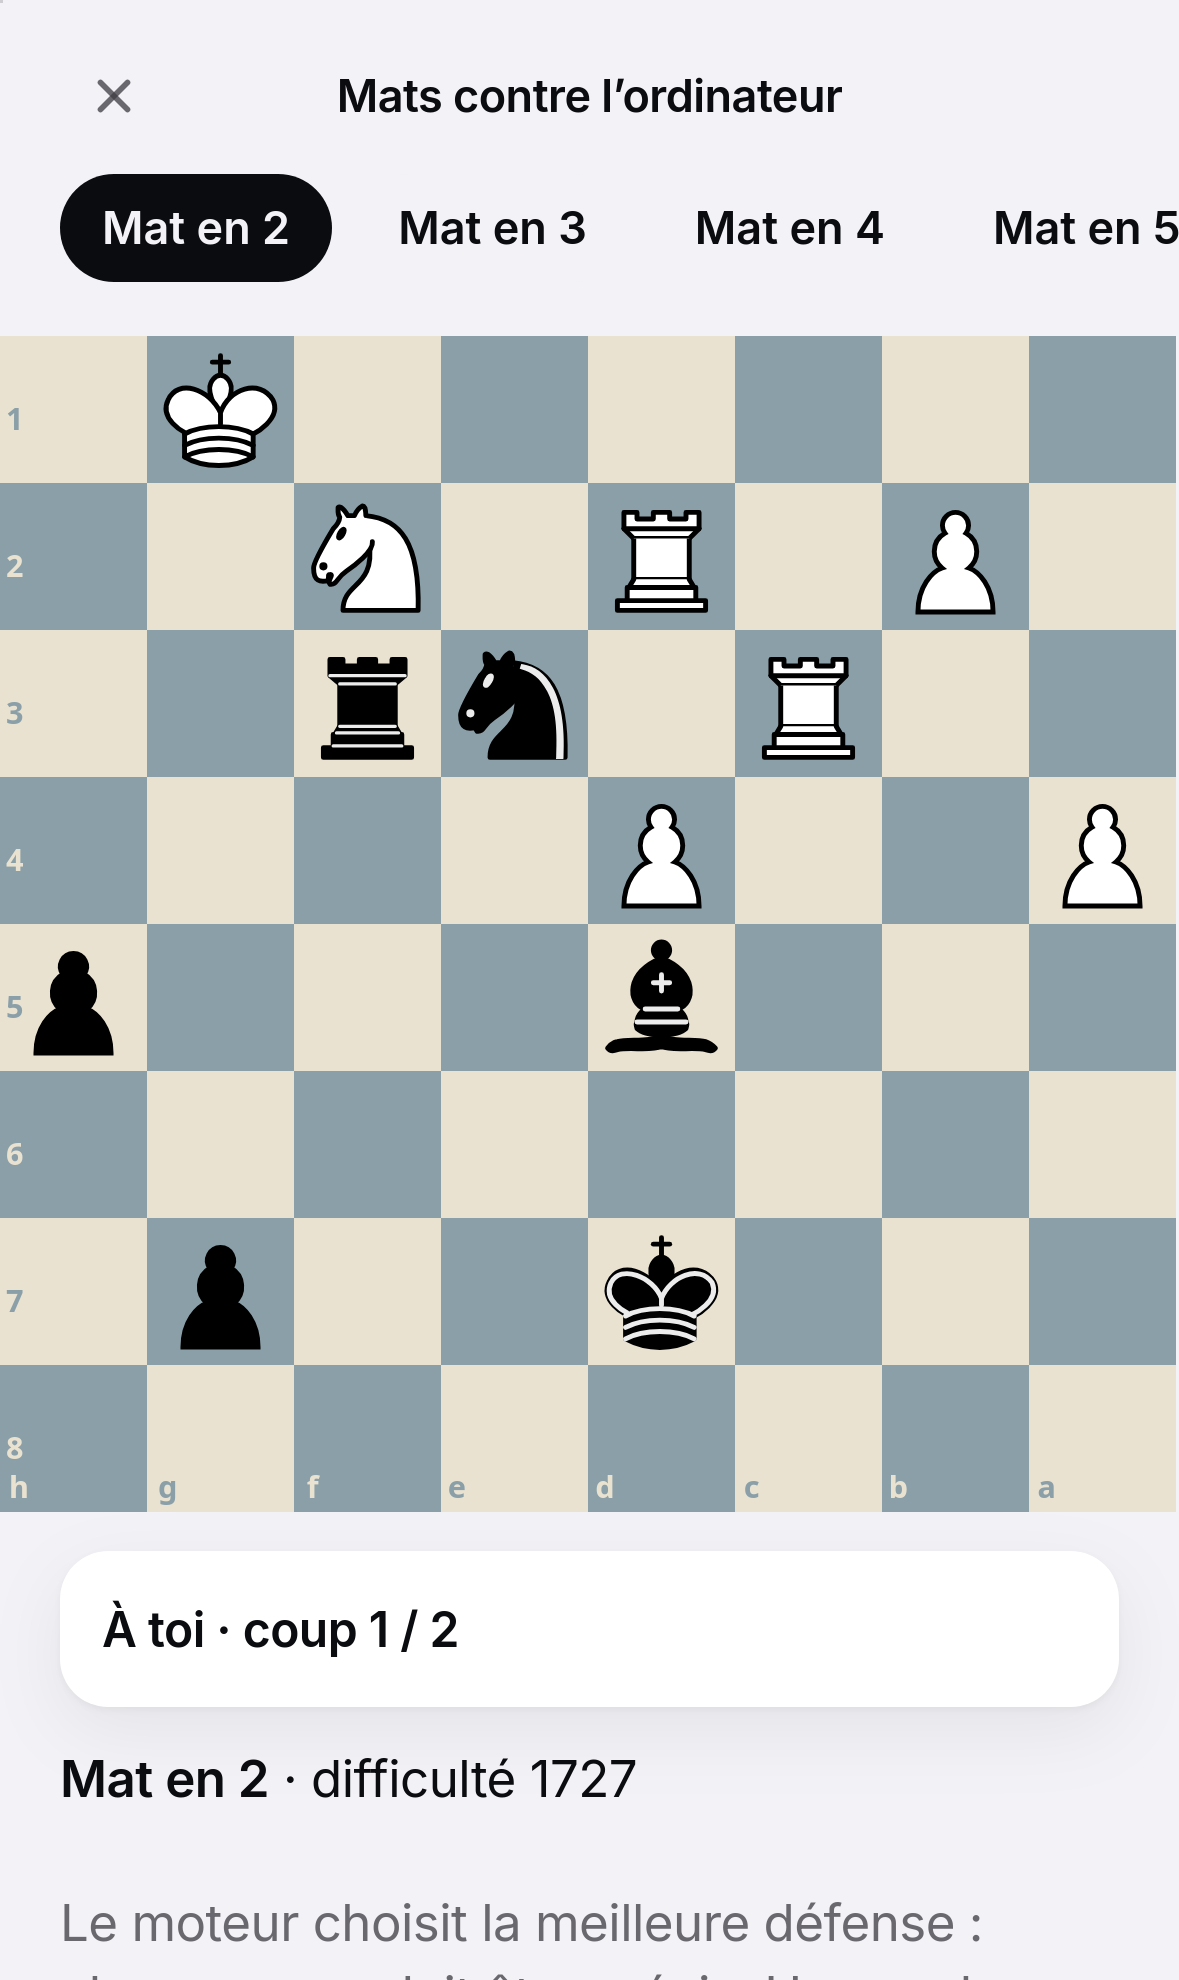 Mats contre l’ordinateur
Mat en 2 Mat en 3 Mat en 4 Mat en 5
1
2
3
4
5
6
7
8
h g f e d c b a
À toi · coup 1 / 2
Mat en 2 · difficulté 1727
Le moteur choisit la meilleure défense :